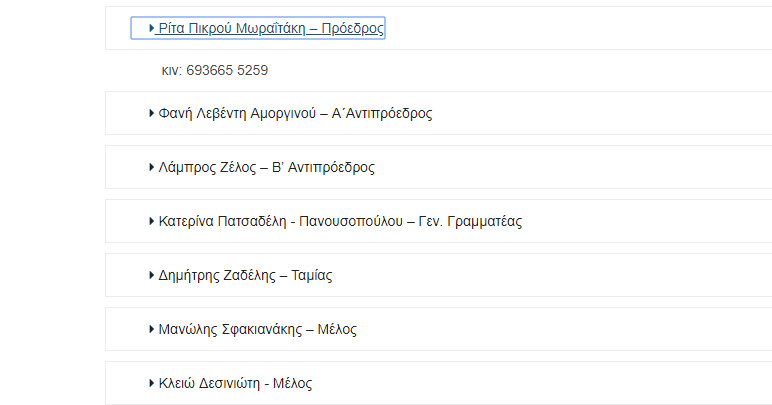 Ρίτα Πικρού Μωραΐτάκη – Πρόεδρος
κιν: 693665 5259
Φανή Λεβέντη Αμοργινού – Α΄Αντιπρόεδρος
Λάμπρος Ζέλος – Β’ Αντιπρόεδρος
Κατερίνα Πατσαδέλη - Πανουσοπούλου – Γεν. Γραμματέας
Δημήτρης Ζαδέλης – Ταμίας
Μανώλης Σφακιανάκης – Μέλος
Κλειώ Δεσινιώτη - Μέλος